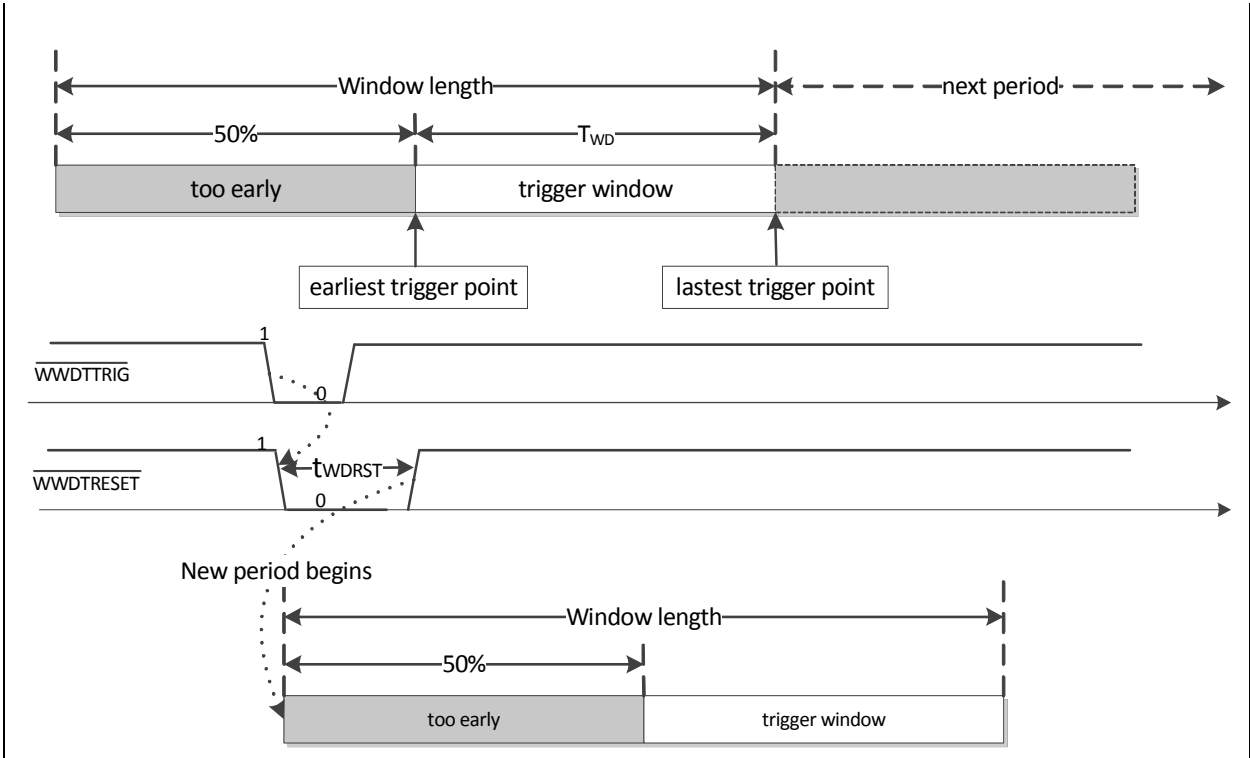 Window length
next period
50%
TWD
too early
trigger window
earliest trigger point
lastest trigger point
1
WWDTTRIG
0
1
tWDRST
WWDTRESET
0
New period begins
Window length
50%
too early
trigger window